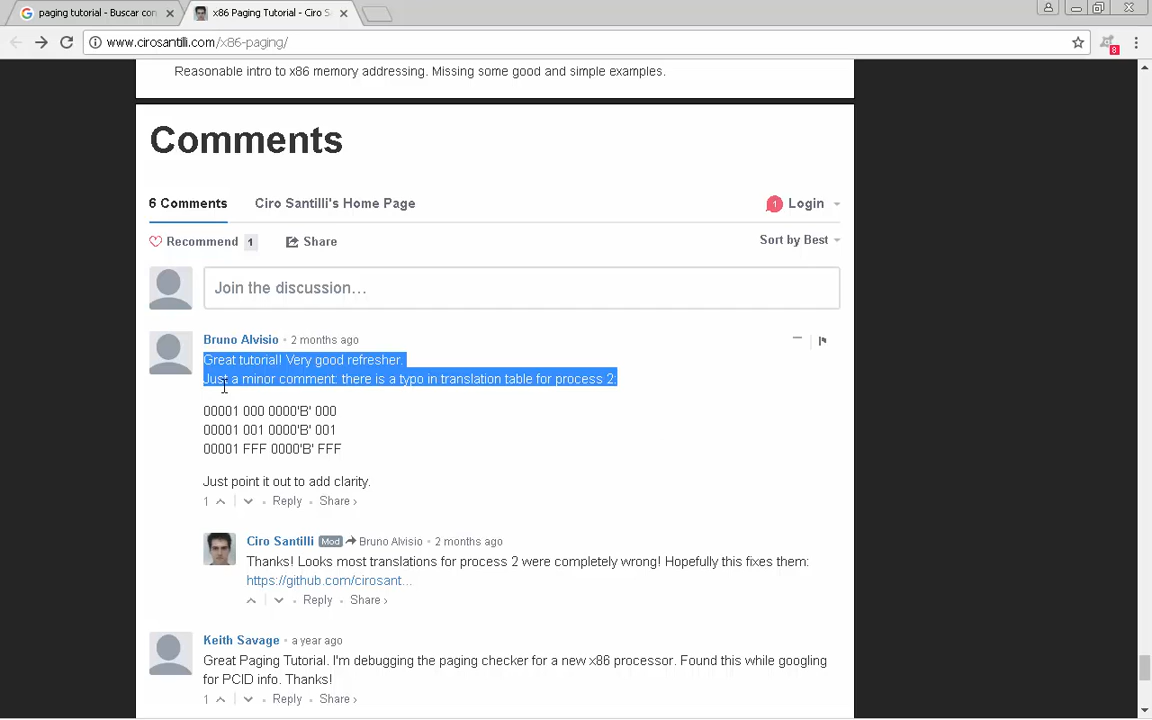 paging tutorial - Buscar con
x86 Paging Tutorial - Ciro S
www.cirosantilli.com/x86-paging/
8
Reasonable intro to x86 memory addressing. Missing some good and simple examples.
Comments
6 Comments
Ciro Santilli's Home Page
1 Login
Recommend 1
Share
Sort by Best
Join the discussion...
Bruno Alvisio • 2 months ago
Great tutorial! Very good refresher.
Just a minor comment: there is a typo in translation table for process 2:
00001 000 0000'B' 000
00001 001 0000'B' 001
00001 FFF 0000'B' FFF
Just point it out to add clarity.
1 • Reply • Share ›
Ciro Santilli Mod Bruno Alvisio • 2 months ago
Thanks! Looks most translations for process 2 were completely wrong! Hopefully this fixes them:
https://github.com/cirosant...
• Reply • Share ›
Keith Savage • a year ago
Great Paging Tutorial. I'm debugging the paging checker for a new x86 processor. Found this while googling
for PCID info. Thanks!
1 • Reply • Share ›